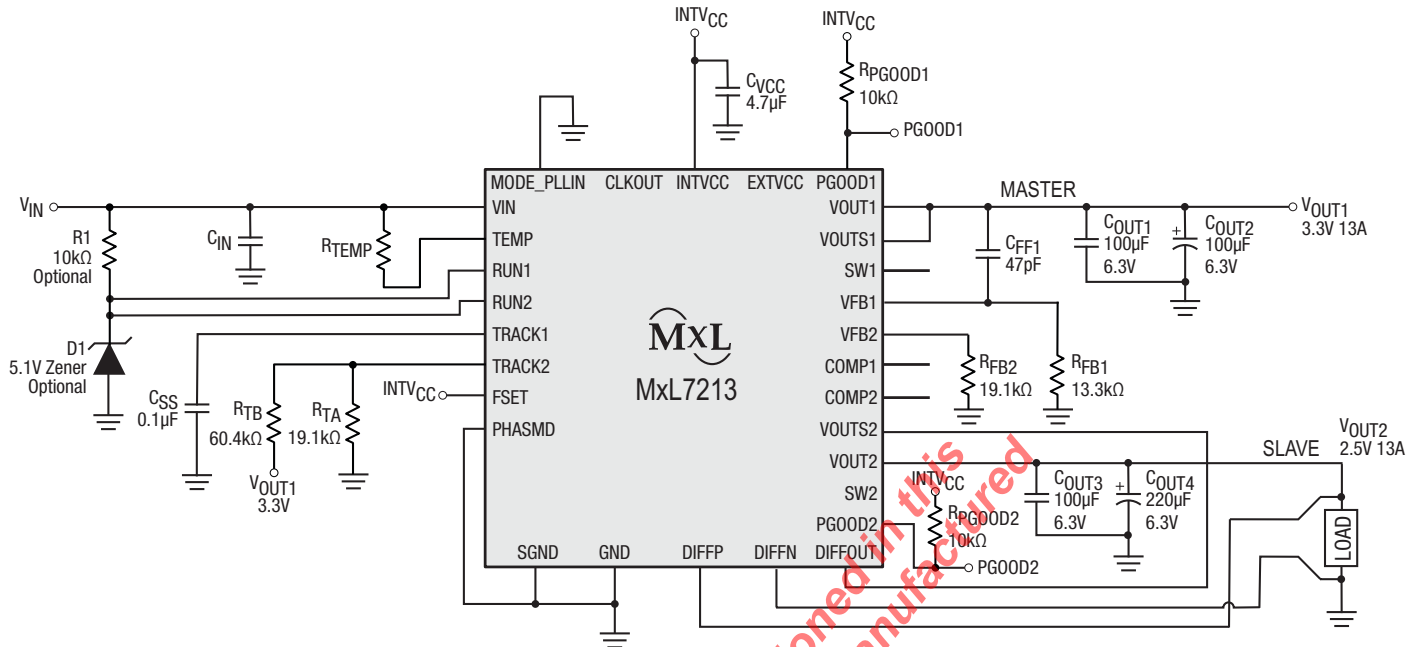 INTVCC
INTVCC
RPGOOD1
10kΩ
CVCC
4.7µF
PGOOD1
MODE_PLLIN CLKOUT INTVCC EXTVCC PGOOD1
VIN
VIN
TEMP
RUN1
RUN2
TRACK1
TRACK2
FSET
PHASMD
R1
10kΩ
Optional
CIN
RTEMP
D1
5.1V Zener
Optional
CSS
0.1µF
INTVCC
RTB
60.4kΩ
RTA
19.1kΩ
VOUT1
3.3V
MxL
MxL7213
VOUT1
VOUTS1
SW1
VFB1
VFB2
COMP1
COMP2
VOUTS2
VOUT2
SW2
PGOOD2
SGND GND DIFFP DIFFN DIFFOUT
MASTER
CFF1
47pF
COUT1
100µF
6.3V
+
COUT2
100µF
6.3V
VOUT1
3.3V 13A
RFB2
19.1kΩ
RFB1
13.3kΩ
SLAVE
VOUT2
2.5V 13A
INTVCC
RPGOOD2
10kΩ
PGOOD2
COUT3
100µF
6.3V
+
COUT4
220µF
6.3V
LOAD
ioned in this
anufactured